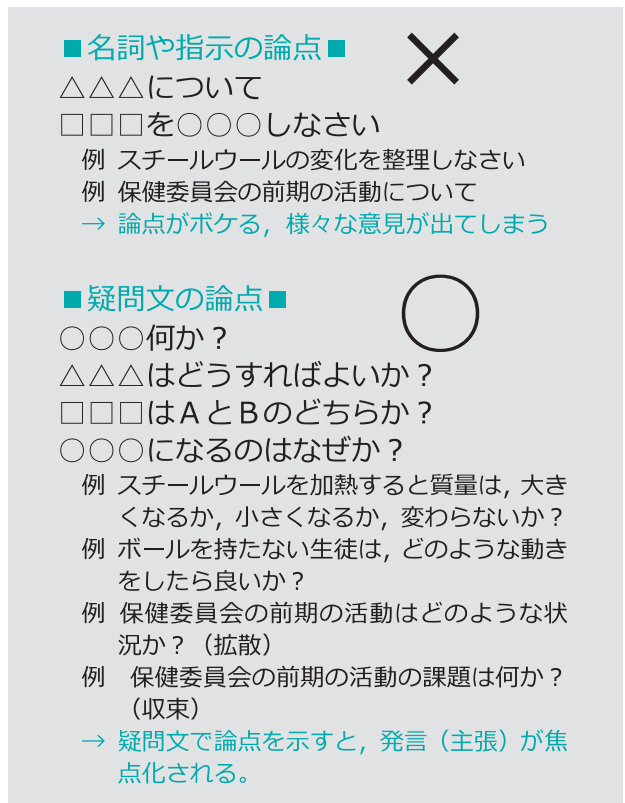 ■名詞や指示の論点■ ×
△△△について
□□□を○○○しなさい
例 スチールウールの変化を整理しなさい
例 保健委員会の前期の活動について
→ 論点がボケる，様々な意見が出てしまう
■疑問文の論点■ ○
○○○何か？
△△△はどうすればよいか？
□□□はＡとＢのどちらか？
○○○になるのはなぜか？
例 スチールウールを加熱すると質量は，大き
くなるか，小さくなるか，変わらないか？
例 ボールを持たない生徒は，どのような動き
をしたら良いか？
例 保健委員会の前期の活動はどのような状
況か？（拡散）
例 保健委員会の前期の活動の課題は何か？
（収束）
→ 疑問文で論点を示すと，発言（主張）が焦
点化される。